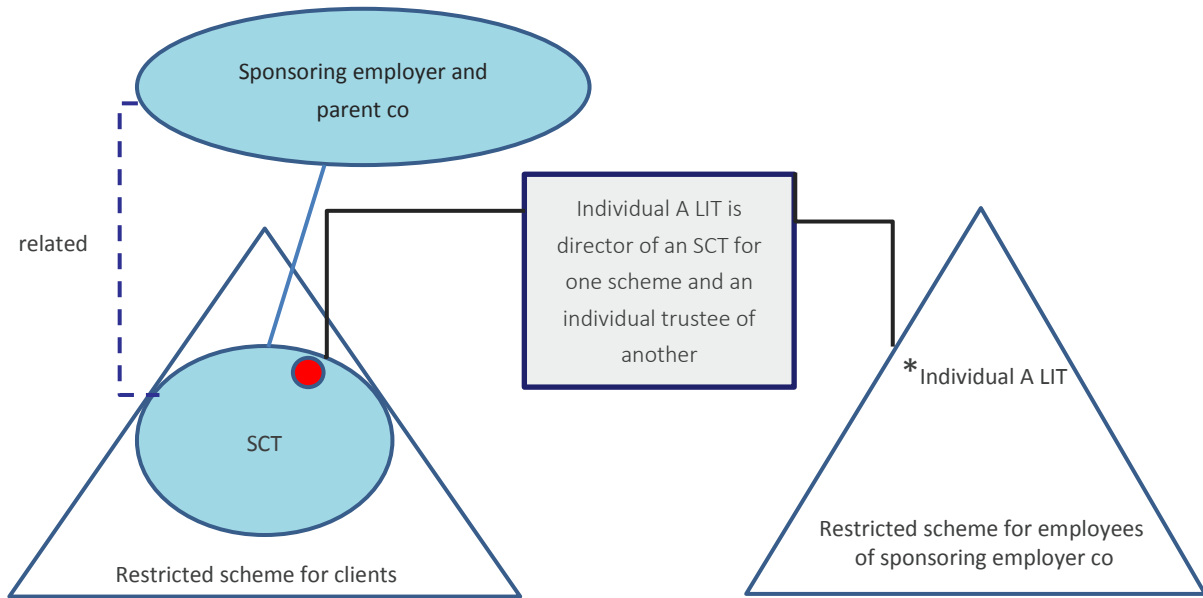 Sponsoring employer and
parent co
related
Individual A LIT is
director of an SCT for
one scheme and an
individual trustee of
another
*Individual A LIT
SCT
Restricted scheme for clients
Restricted scheme for employees
of sponsoring employer co